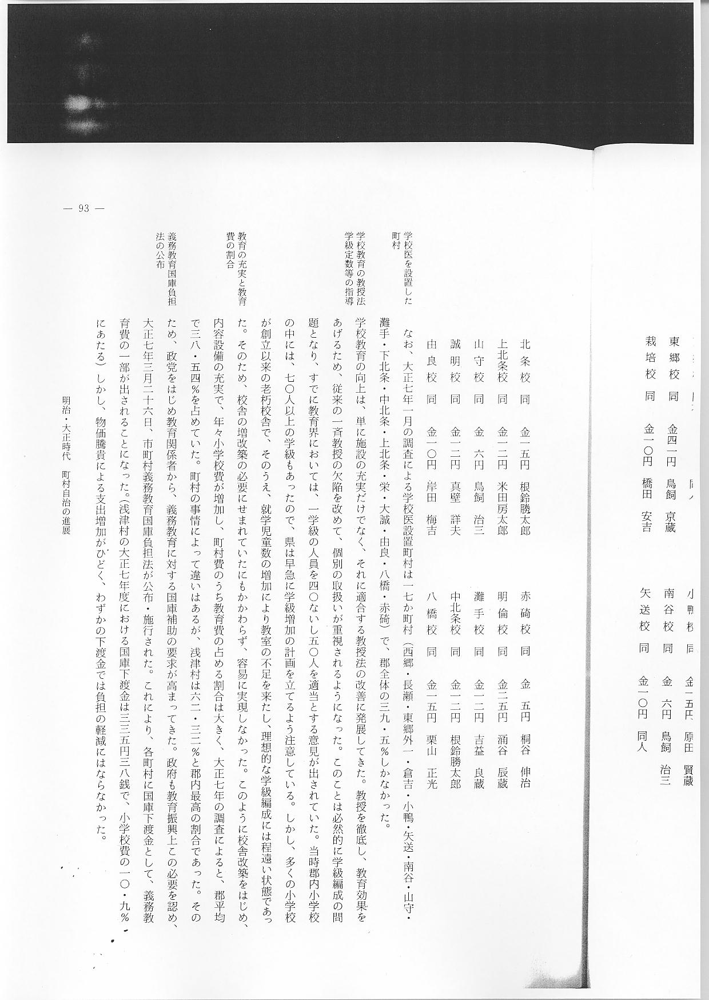 東郷校 同 金四一円 鳥飼 京蔵
栽培校 同 金一〇円 橋田 安吉
小鴨校 同 金一五円 原田 賢蔵
南谷校 同 金 六円 鳥飼 治三
矢送校 同 金一〇円 同人
北条校 同 金一五円 根鈴勝太郎
上北条校 同 金一二円 米田房太郎
山守校 同 金 六円 鳥飼 治三
誠明校 同 金一二円 真壁 詳夫
由良校 同 金一〇円 岸田 梅吉
赤碕校 同 金 五円 桐谷 伸治
明倫校 同 金二五円 涌谷 辰蔵
灘手校 同 金一二円 吉益 良蔵
中北条校 同 金一二円 根鈴勝太郎
八橋校 同 金一五円 栗山 正光
学校医を設置した
町村
なお、大正七年一月の調査による学校医設置町村は一七か町村（西郷・長瀬・東郷外一・倉吉・小鴨・矢送・南谷・山守・
灘手・下北条・中北条・上北条・栄・大誠・由良・八橋・赤碕）で、郡全体の三九・五％しかなかった。
学校教育の教授法
学級定数等の指導
学校教育の向上は、単に施設の充実だけでなく、それに適合する教授法の改善に発展してきた。教授を徹底し、教育効果を
あげるため、従来の一斉教授の欠陥を改めて、個別の取扱いが重視されるようになった。このことは必然的に学級編成の問
題となり、すでに教育界においては、一学級の人員を四〇ないし五〇人を適当とする意見が出されていた。当時郡内小学校
の中には、七〇人以上の学級もあったので、県は早急に学級増加の計画を立てるよう注意している。しかし、多くの小学校
が創立以来の老朽校舎で、そのうえ、就学児童数の増加により教室の不足を来たし、理想的な学級編成には程遠い状態であっ
た。そのため、校舎の増改築の必要にせまれていたにもかかわらず、容易に実現しなかった。このように校舎改築をはじめ、
教育の充実と教育
費の割合
内容設備の充実で、年々小学校費が増加し、町村費のうち教育費の占める割合は大きく、大正七年の調査によると、郡平均
で三八・五四％を占めていた。町村の事情によって違いはあるが、浅津村は六二・三二％と郡内最高の割合であった。その
ため、政党をはじめ教育関係者から、義務教育に対する国庫補助の要求が高まってきた。政府も教育振興上この必要を認め、
義務教育国庫負担
法の公布
大正七年三月二十六日、市町村義務教育国庫負担法が公布・施行された。これにより、各町村に国庫下渡金として、義務教
育費の一部が出されることになった。（浅津村の大正七年度における国庫下渡金は三三五円三八銭で、小学校費の一〇・九％
にあたる）しかし、物価騰貴による支出増加がひどく、わずかの下渡金では負担の軽減にはならなかった。
明治・大正時代 町村自治の進展
― 93 ―